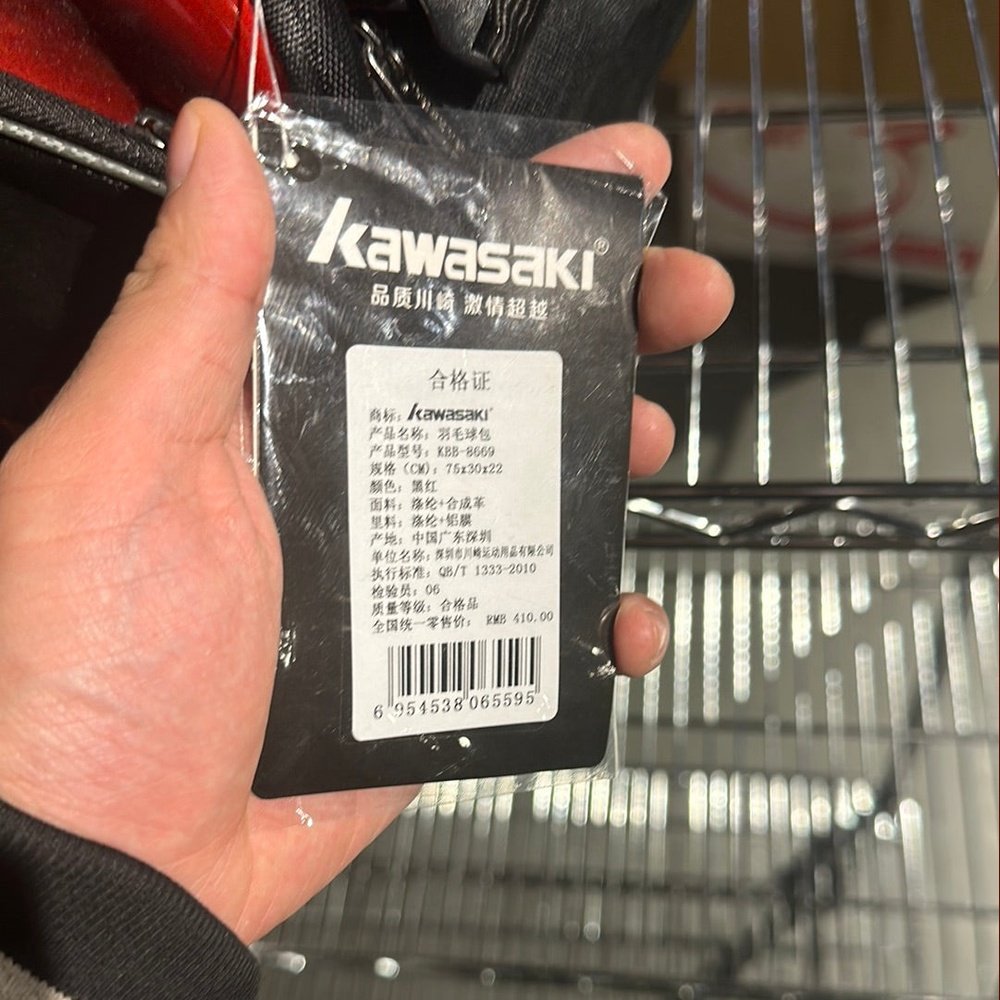 Kawasaki®
品质川崎 激情超越
合格证
商标：Kawasaki®
产品名称：羽毛球包
产品型号：KBB-8669
规格（CM）：75x30x22
颜色：黑红
面料：涤纶+合成革
里料：涤纶+铝膜
产地：中国广东深圳
单位名称：深圳市川崎运动用品有限公司
执行标准：QB/T 1333-2010
检验员：06
质量等级：合格品
全国统一零售价： RMB 410.00
6 954538 065595